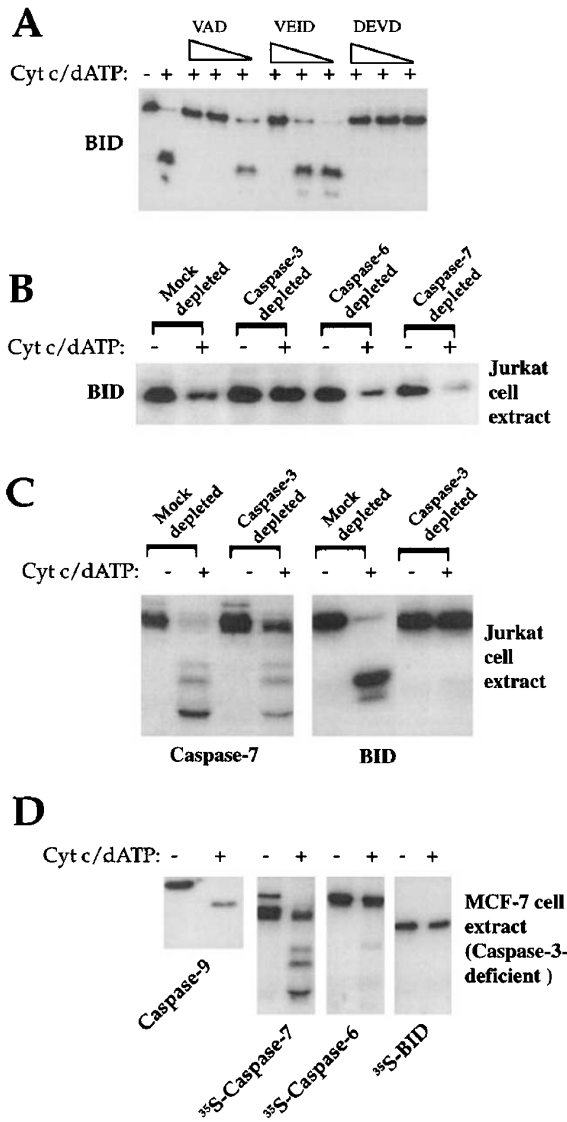 A
VAD VEID DEVD
Cyt c/dATP: - + + + + + + + + + +
BID
B
Mock depleted Caspase-3 depleted Caspase-6 depleted Caspase-7 depleted
Cyt c/dATP: - + - + - + - +
BID
Jurkat
cell
extract
C
Mock depleted Caspase-3 depleted Mock depleted Caspase-3 depleted
Cyt c/dATP: - + - + - + - +
Jurkat
cell
extract
Caspase-7 BID
D
Cyt c/dATP: - + - + - + - +
MCF-7 cell
extract
(Caspase-3-
deficient )
Caspase-9 ³⁵S-Caspase-7 ³⁵S-Caspase-6 ³⁵S-BID